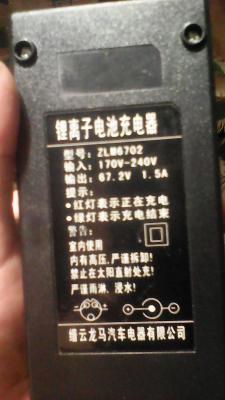 锂离子电池充电器
型号: ZLM6702
输入: 170V-240V
输出: 67.2V 1.5A
提示:
•红灯表示正在充电
•绿灯表示充电结束
警告:
室内使用
内有高压,严谨拆卸!
禁止在太阳直射处充!
严谨雨淋、浸水!
缙云龙马汽车电器有限公司